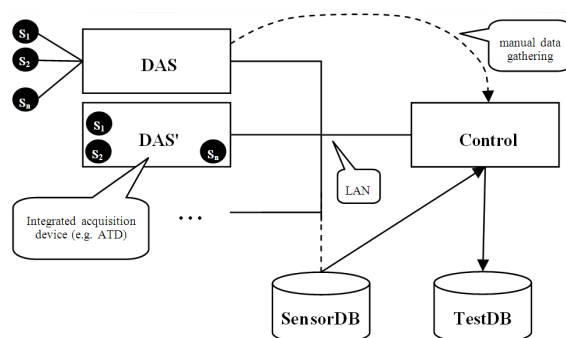 S1
S2
Sn
DAS
manual data
gathering
S1
S2
DAS'
Sn
Control
LAN
Integrated acquisition
device (e.g. ATD)
...
SensorDB
TestDB